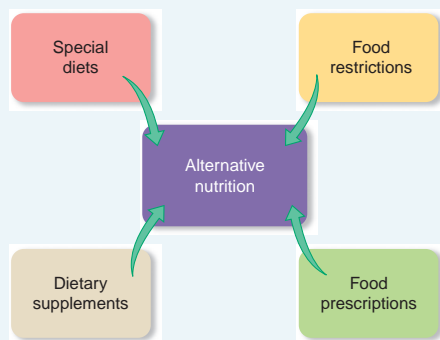 Special
diets
Food
restrictions
Alternative
nutrition
Dietary
supplements
Food
prescriptions